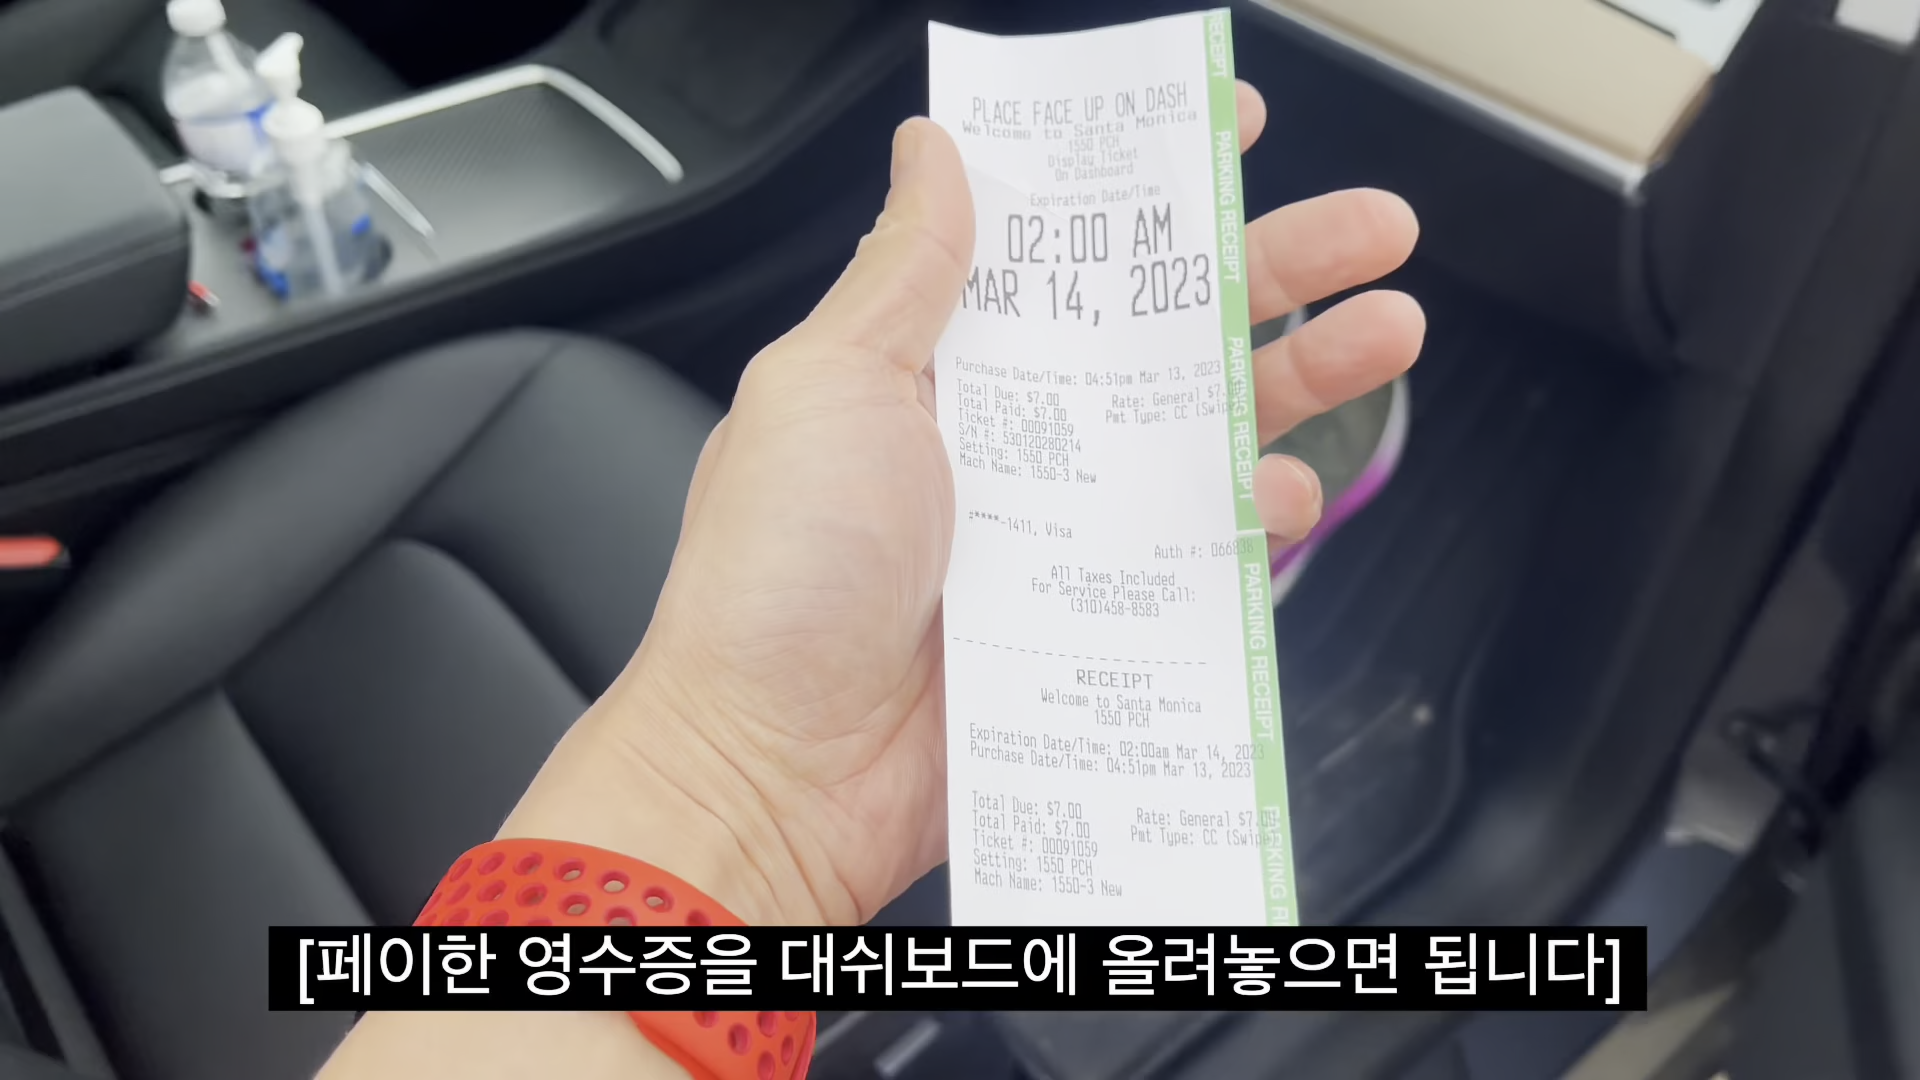 PLACE FACE UP ON DASH
Welcome to Santa Monica
1550 PCH
Display Ticket
On Dashboard
Expiration Date/Time
02:00 AM
MAR 14, 2023
Purchase Date/Time: 04:51pm Mar 13, 2023
Total Due: $7.00 Rate: General
Total Paid: $7.00 Pmt Type: CC
Ticket #: 00091059
S/N #: 530120280214
Setting: 1550 PCH
Mach Name: 1550-3 New
#****-1411, Visa
Auth #:
All Taxes Included
For Service Please Call:
(310)458-8583
RECEIPT
Welcome to Santa Monica
1550 PCH
Expiration Date/Time: 02:00am Mar 14, 2023
Purchase Date/Time: 04:51pm Mar 13, 2023
Total Due: $7.00 Rate: General
Total Paid: $7.00 Pmt Type: CC
Ticket #: 00091059
Setting: 1550 PCH
Mach Name: 1550-3 New
RECEIPT
PARKING RECEIPT
PARKING RECEIPT
PARKING RECEIPT
PARKING
[페이한 영수증을 대쉬보드에 올려놓으면 됩니다]